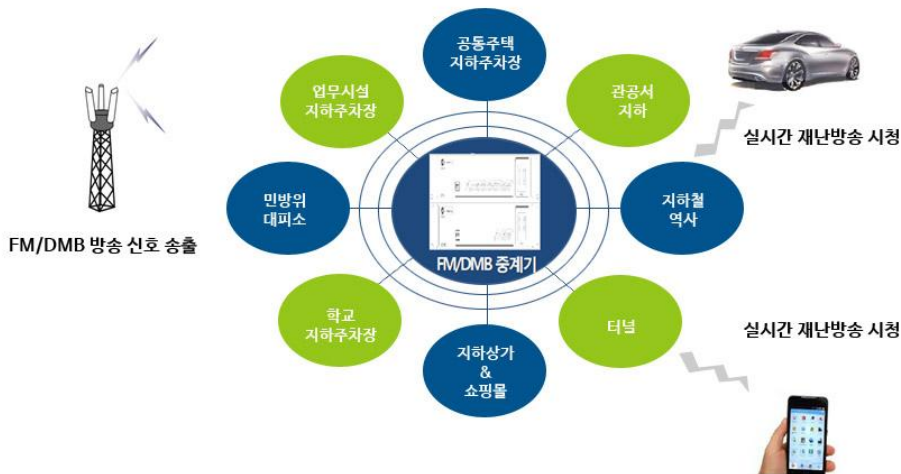 공동주택
지하주차장
업무시설
지하주차장
관공서
지하
실시간 재난방송 시청
민방위
대피소
지하철
역사
FM/DMB 방송 신호 송출
FM/DMB 중계기
학교
지하주차장
터널
실시간 재난방송 시청
지하상가
&
쇼핑몰